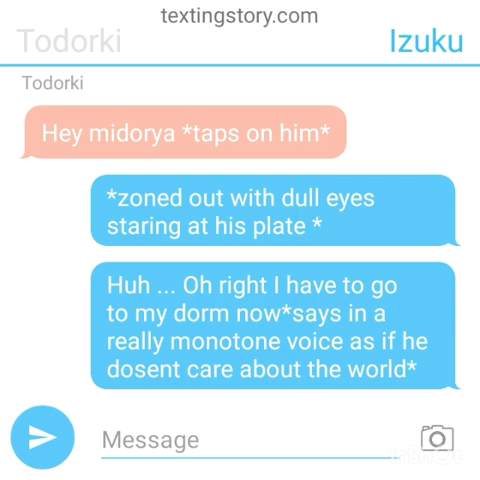 textingstory.com
Todorki
Izuku
Todorki
Hey midorya *taps on him*
*zoned out with dull eyes
staring at his plate *
Huh ... Oh right I have to go
to my dorm now*says in a
really monotone voice as if he
dosent care about the world*
Message